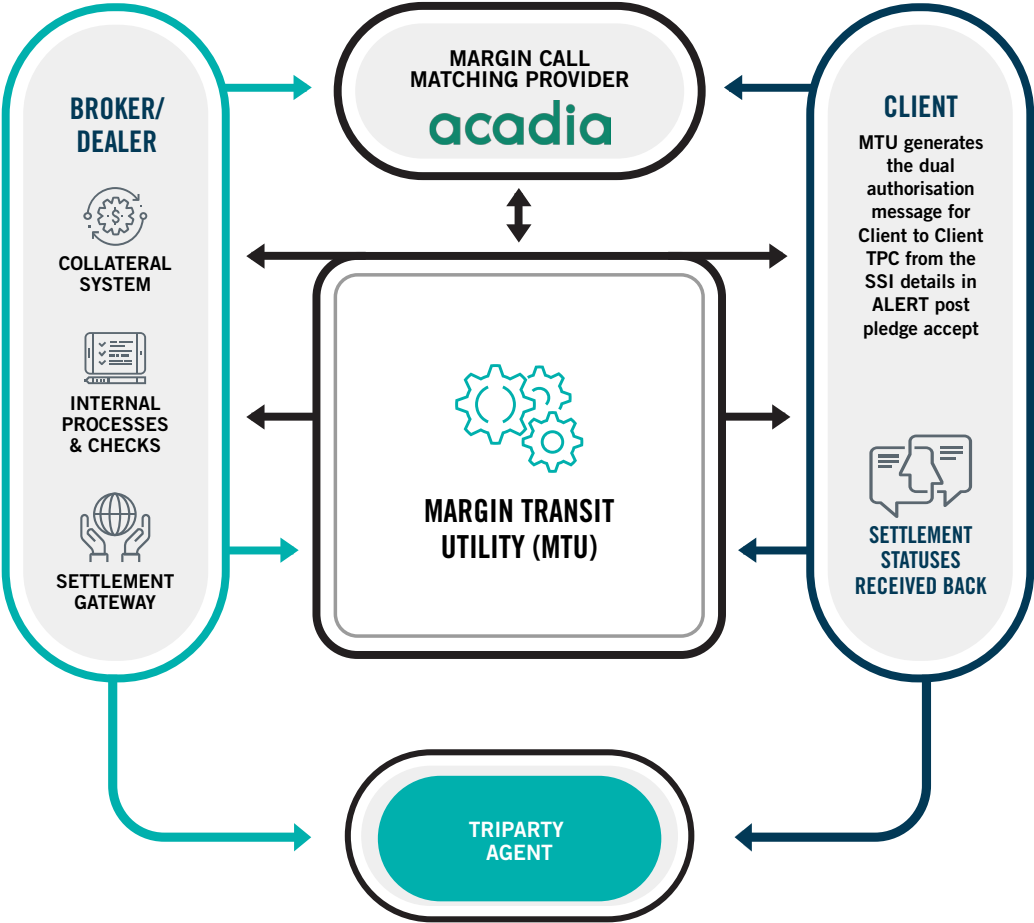 MARGIN CALL
MATCHING PROVIDER
acadia
BROKER/
DEALER
COLLATERAL
SYSTEM
INTERNAL
PROCESSES
& CHECKS
SETTLEMENT
GATEWAY
MARGIN TRANSIT
UTILITY (MTU)
CLIENT
MTU generates
the dual
authorisation
message for
Client to Client
TPC from the
SSI details in
ALERT post
pledge accept
SETTLEMENT
STATUSES
RECEIVED BACK
TRIPARTY
AGENT